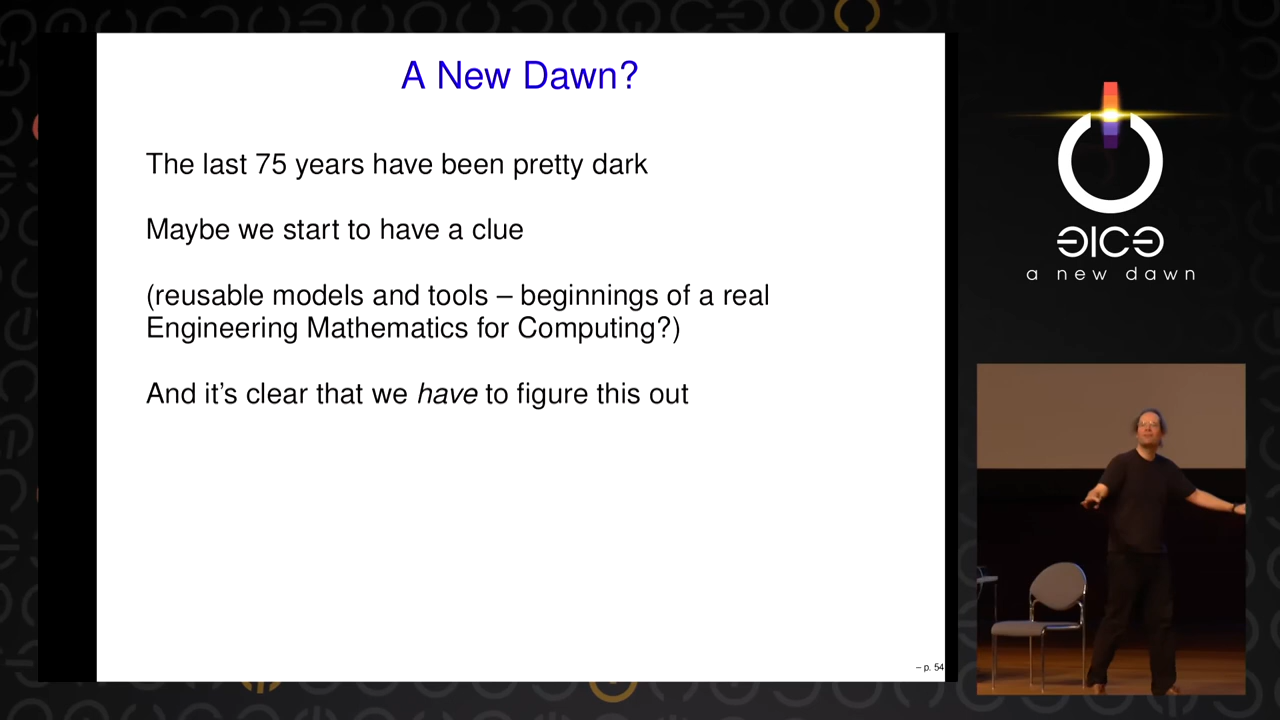 A New Dawn?
The last 75 years have been pretty dark
Maybe we start to have a clue
(reusable models and tools – beginnings of a real
Engineering Mathematics for Computing?)
And it's clear that we have to figure this out
– p. 54
31C3
a new dawn